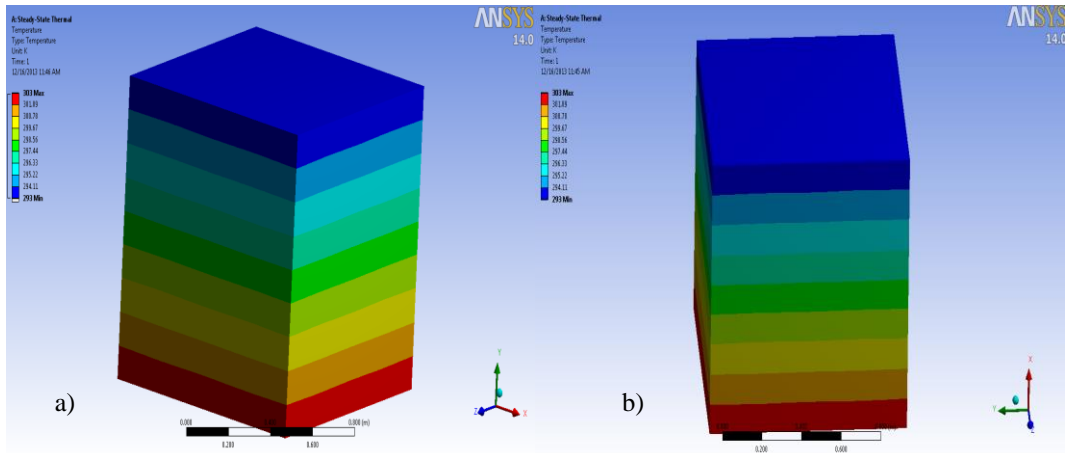 A: Steady-State Thermal
Temperature
Type: Temperature
Unit: K
Time: 1
12/16/2013 11:46 AM
303 Max
301.89
300.78
299.67
298.56
297.44
296.33
295.22
294.11
293 Min
ANSYS
14.0
Y
Z
X
a)
0.000
0.800 (m)
0.200
0.600
A: Steady-State Thermal
Temperature
Type: Temperature
Unit: K
Time: 1
12/16/2013 11:45 AM
303 Max
301.89
300.78
299.67
298.56
297.44
296.33
295.22
294.11
293 Min
ANSYS
14.0
X
Y
Z
b)
0.200
0.600